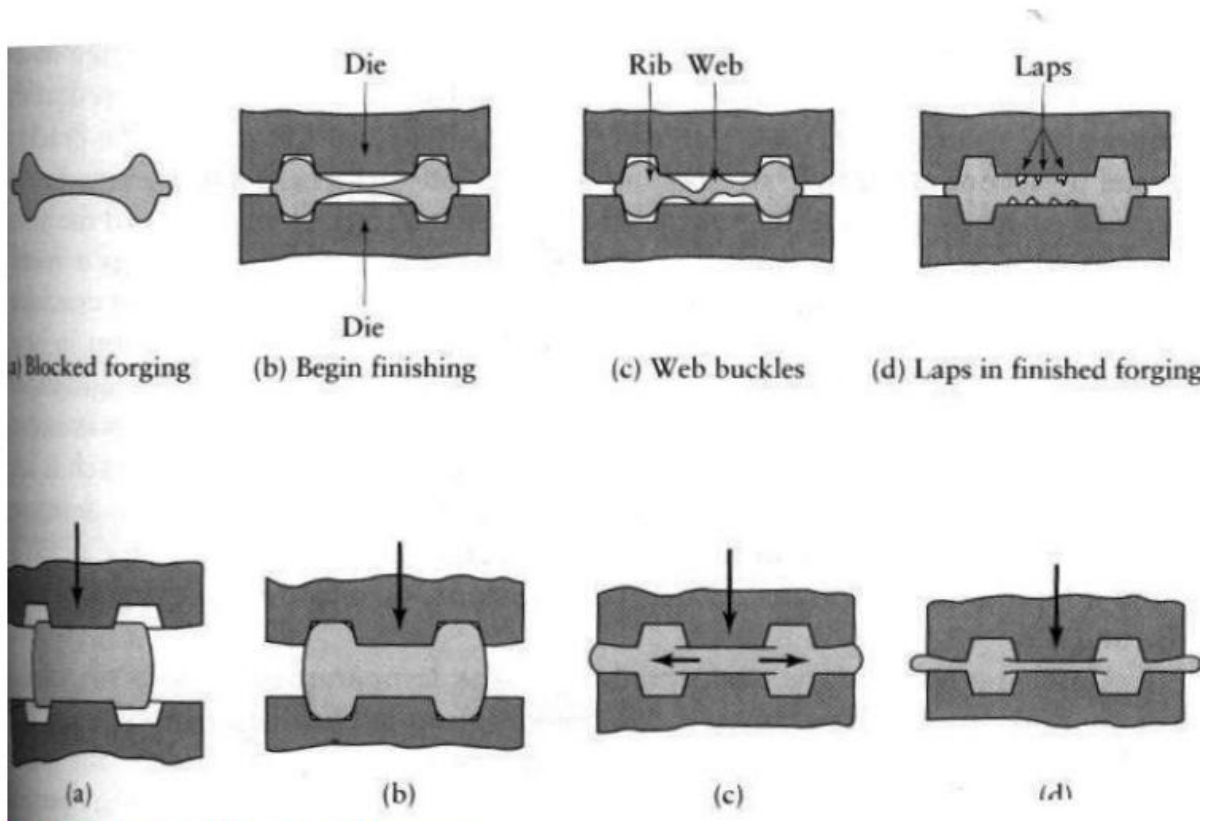 Die
Rib Web
Laps
Die
a) Blocked forging
(b) Begin finishing
(c) Web buckles
(d) Laps in finished forging
(a)
(b)
(c)
(d)